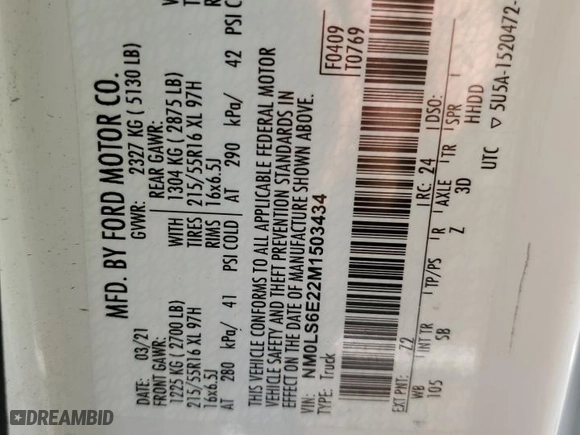 MFD. BY FORD MOTOR CO.
DATE: 03/21 GVWR: 2327 KG ( 5130 LB)
FRONT GAWR: REAR GAWR:
1225 KG ( 2700 LB) WITH 1304 KG ( 2875 LB)
215/55R16 XL 97H TIRES 215/55R16 XL 97H
16x6.5J RIMS 16x6.5J
AT 280 kPa/ 41 PSI COLD AT 290 kPa/ 42 PSI C
THIS VEHICLE CONFORMS TO ALL APPLICABLE FEDERAL MOTOR
VEHICLE SAFETY AND THEFT PREVENTION STANDARDS IN
EFFECT ON THE DATE OF MANUFACTURE SHOWN ABOVE.
VIN: NM0LS6E22M1503434 F0409
TYPE: Truck T0769
EXT PNT: Z2 RC: 24 DSO:
WB INT TR TP/PS R AXLE TR SPR
105 SB Z 3D HHDD
UTC ▽ 5U5A-1520472-
DREAMBID